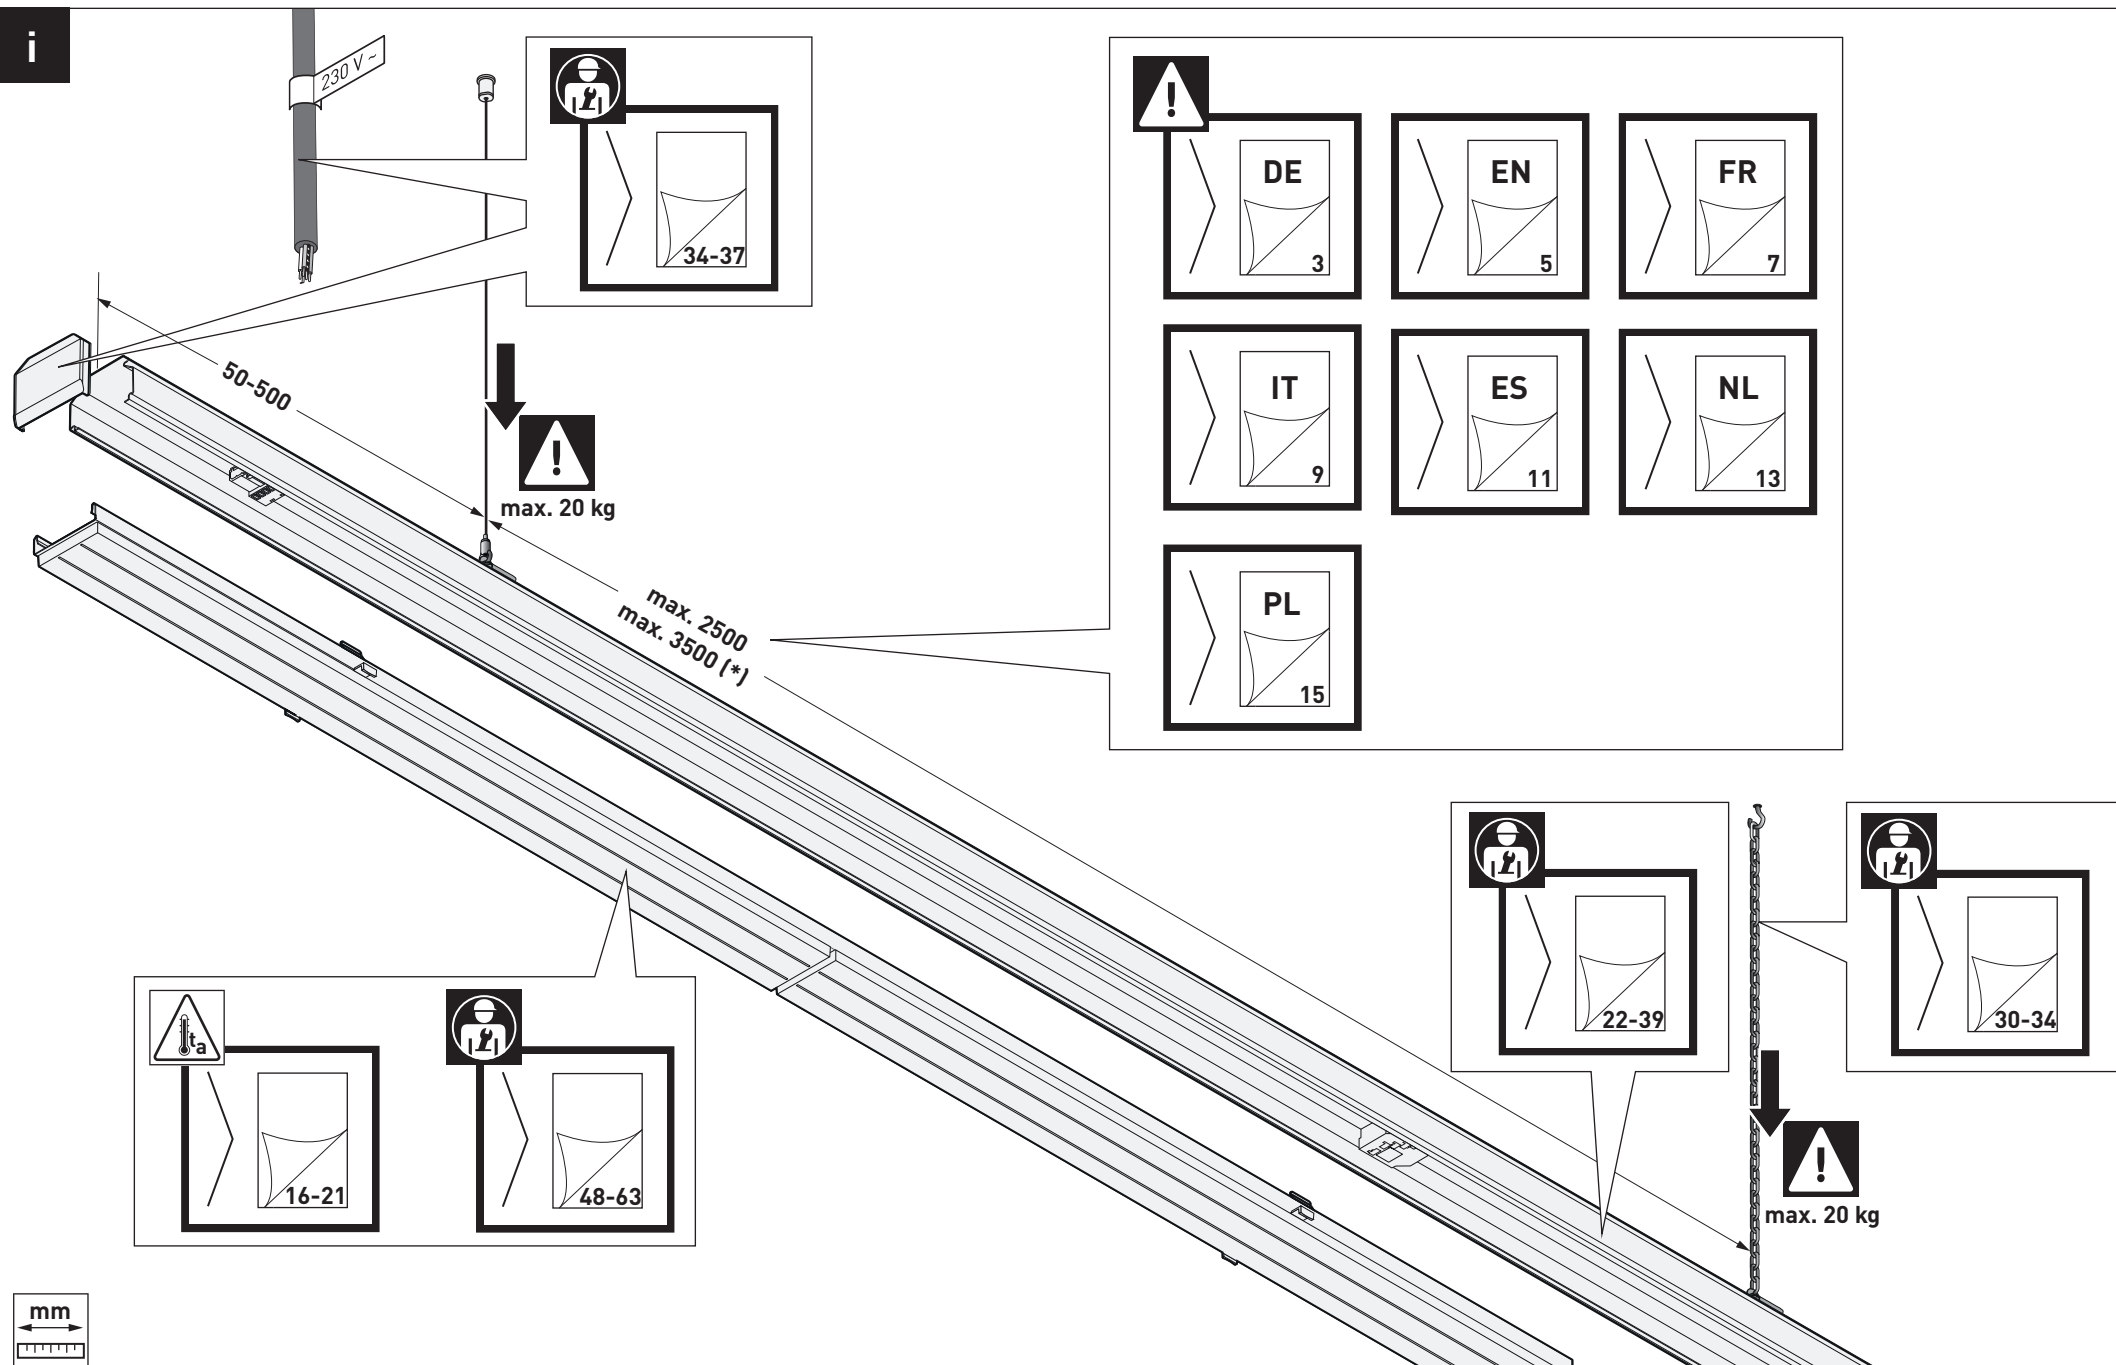 i
230 V ~
34-37
DE
3
EN
5
FR
7
IT
9
ES
11
NL
13
PL
15
50-500
max. 20 kg
max. 2500
max. 3500 (*)
22-39
30-34
max. 20 kg
ta
16-21
48-63
mm